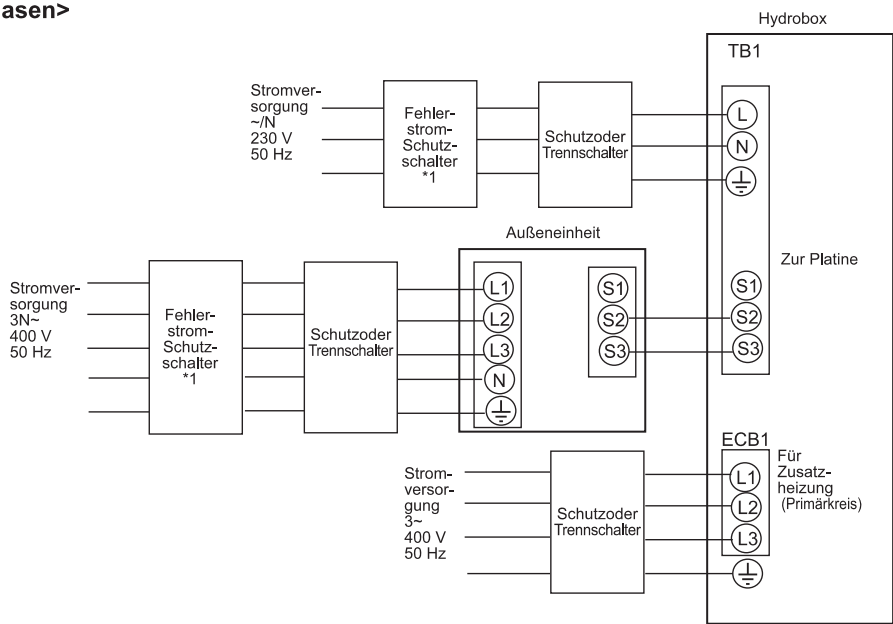 asen>
Hydrobox
TB1
Stromver-
sorgung
~/N
230 V
50 Hz
Fehler-
strom-
Schutz-
schalter
*1
Schutzoder
Trennschalter
L
N
Außeneinheit
Zur Platine
Stromver-
sorgung
3N~
400 V
50 Hz
Fehler-
strom-
Schutz-
schalter
*1
Schutzoder
Trennschalter
L1
L2
L3
N
S1
S2
S3
S1
S2
S3
ECB1
Für
Zusatz-
heizung
(Primärkreis)
Strom-
versor-
gung
3~
400 V
50 Hz
Schutzoder
Trennschalter
L1
L2
L3